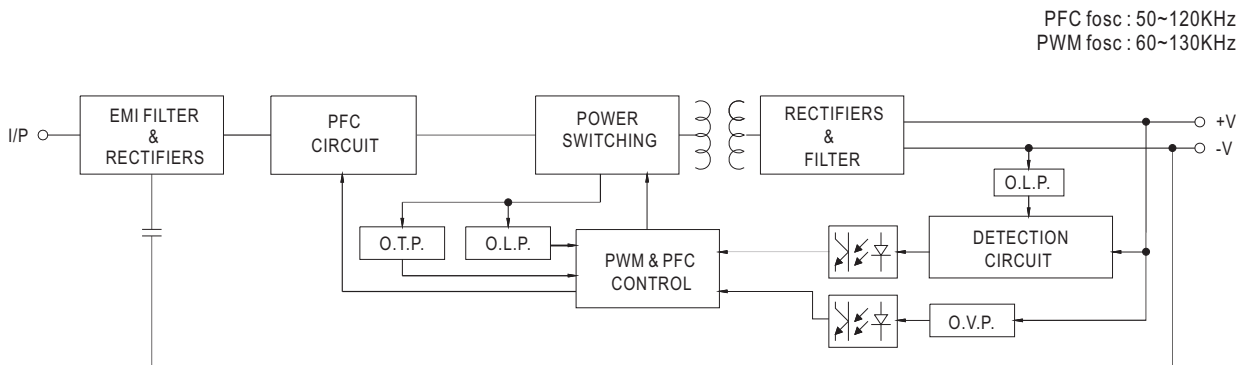 PFC fosc : 50~120KHz
PWM fosc : 60~130KHz
I/P
EMI FILTER
&
RECTIFIERS
PFC
CIRCUIT
POWER
SWITCHING
RECTIFIERS
&
FILTER
+V
-V
O.L.P.
O.T.P.
O.L.P.
PWM & PFC
CONTROL
DETECTION
CIRCUIT
O.V.P.